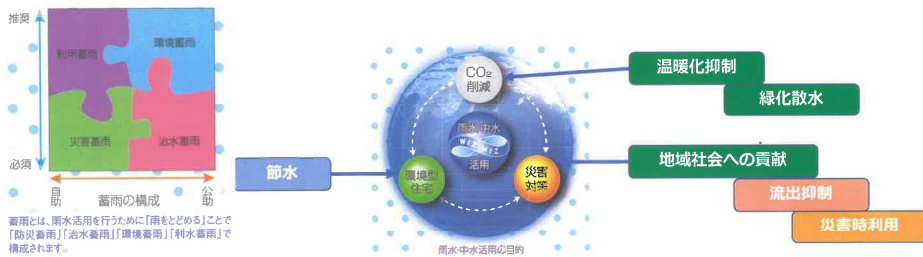 推奨
利用蓄雨
環境蓄雨
災害蓄雨
治水蓄雨
必須
自助
蓄雨の構成
公助
蓄雨とは、雨水活用を行うために「雨をとどめる」ことで
「防災蓄雨」「治水蓄雨」「環境蓄雨」「利水蓄雨」で
構成されます。
節水
CO₂
削減
雨水・中水
WIZ WIZ
活用
環境型
住宅
災害
対策
雨水・中水活用の目的
温暖化抑制
緑化散水
地域社会への貢献
流出抑制
災害時利用